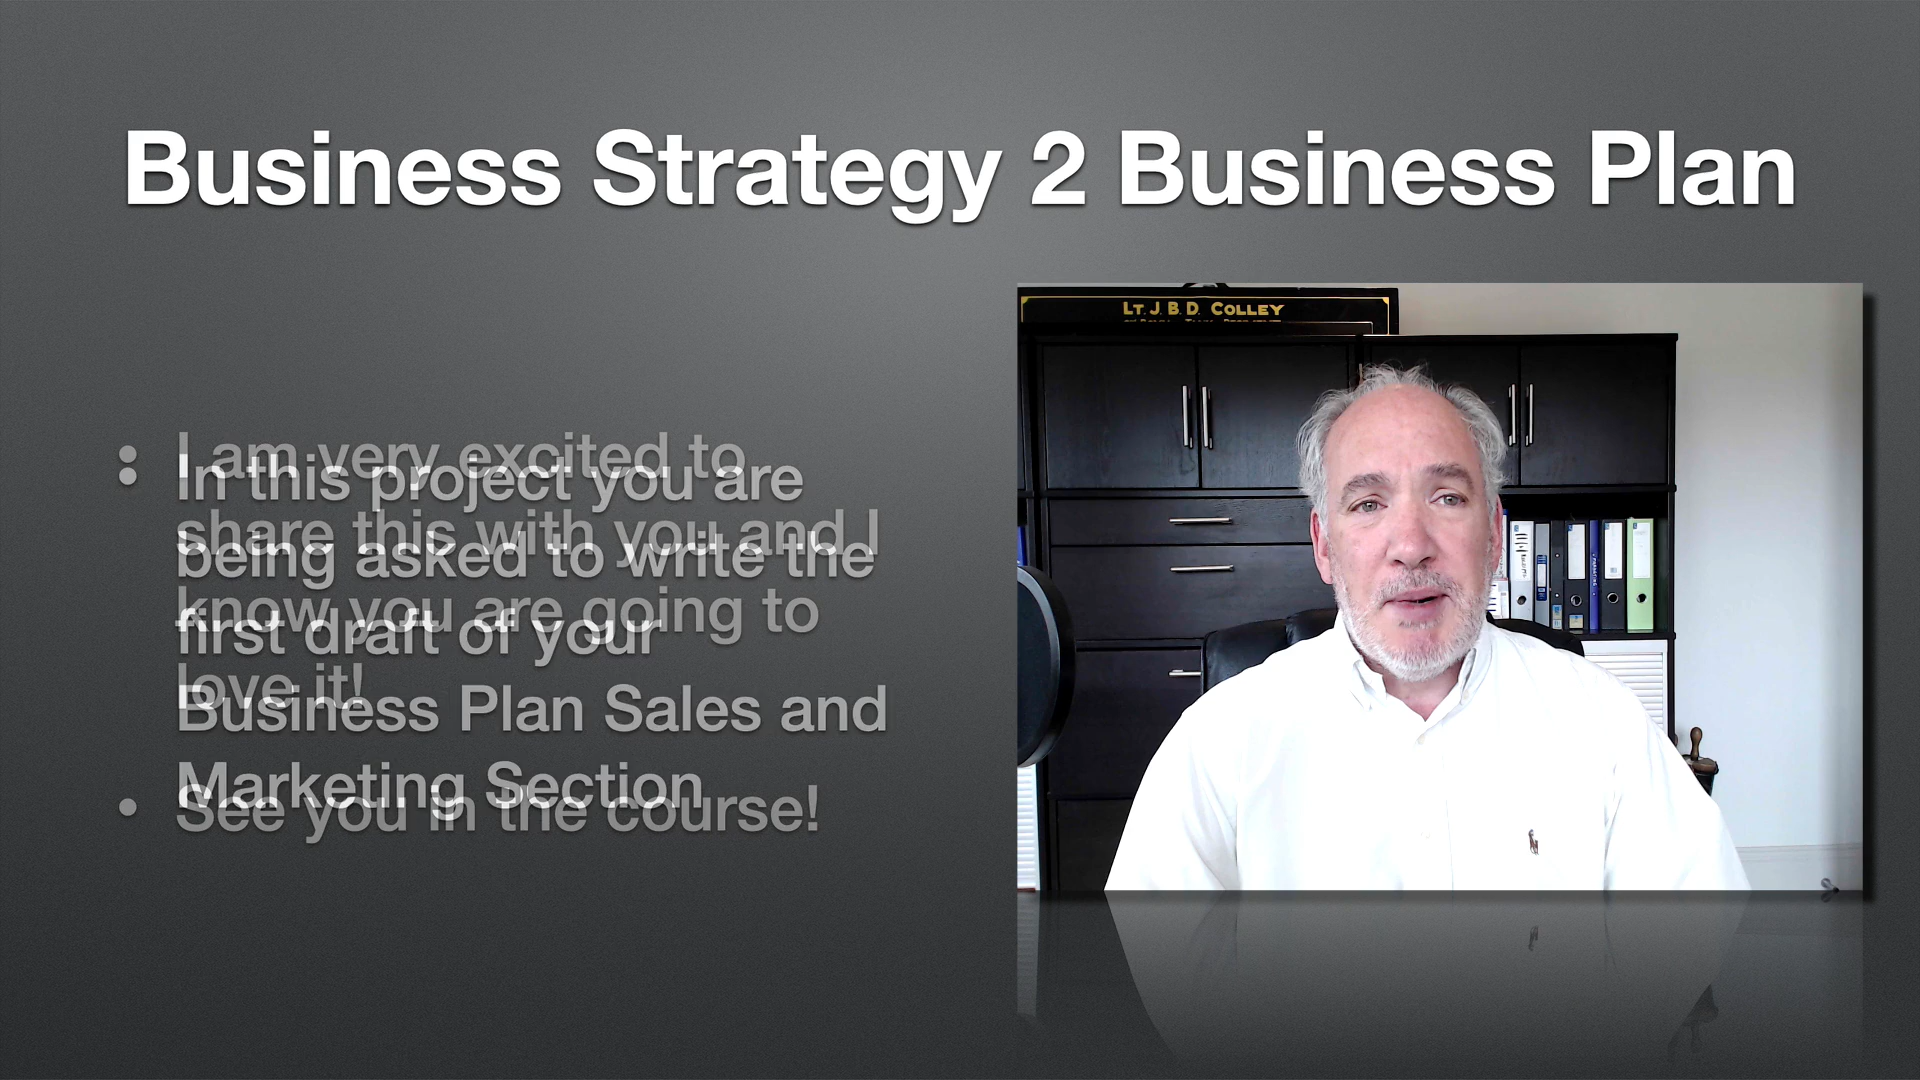 Business Strategy 2 Business Plan
LT. J. B. D. COLLEY
I am very excited to
share this with you and I
know you are going to
love it!
See you in the course!
In this project you are
being asked to write the
first draft of your
Business Plan Sales and
Marketing Section